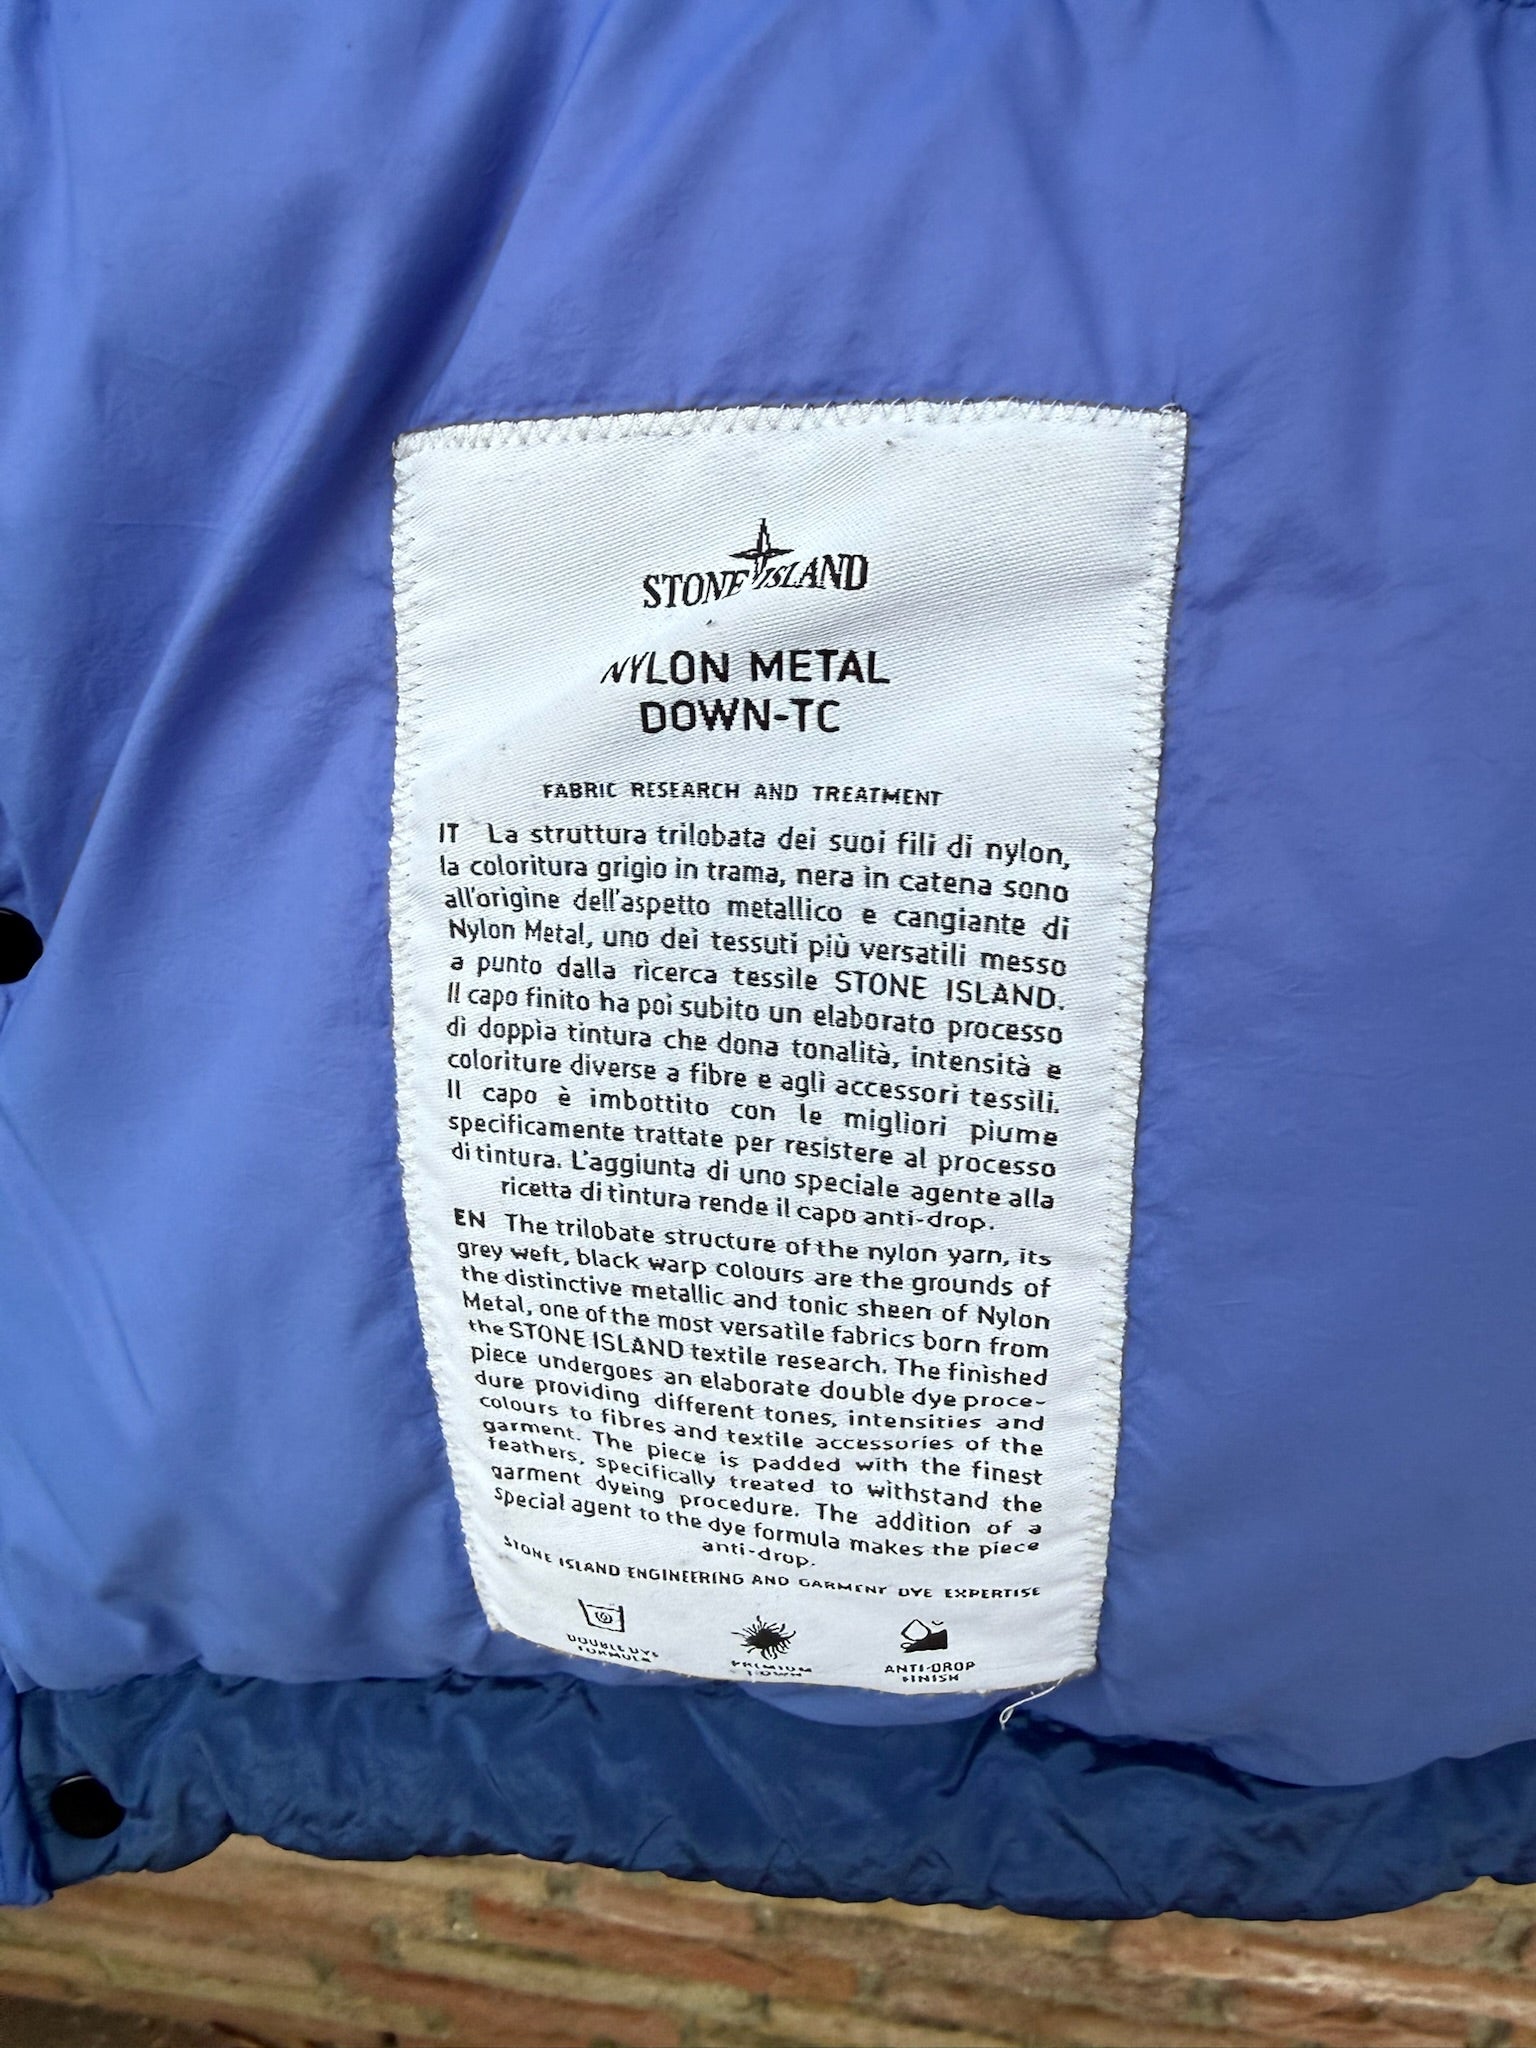 STONE ISLAND
NYLON METAL
DOWN-TC
FABRIC RESEARCH AND TREATMENT
IT La struttura trilobata dei suoi fili di nylon,
la coloritura grigio in trama, nera in catena sono
all'origine dell'aspetto metallico e cangiante di
Nylon Metal, uno dei tessuti più versatili messo
a punto dalla ricerca tessile STONE ISLAND.
Il capo finito ha poi subito un elaborato processo
di doppia tintura che dona tonalità, intensità e
coloriture diverse a fibre e agli accessori tessili.
Il capo è imbottito con le migliori piume
specificamente trattate per resistere al processo
di tintura. L'aggiunta di uno speciale agente alla
ricetta di tintura rende il capo anti-drop.
EN The trilobate structure of the nylon yarn, its
grey weft, black warp colours are the grounds of
the distinctive metallic and tonic sheen of Nylon
Metal, one of the most versatile fabrics born from
the STONE ISLAND textile research. The finished
piece undergoes an elaborate double dye proce-
dure providing different tones, intensities and
colours to fibres and textile accessories of the
garment. The piece is padded with the finest
feathers, specifically treated to withstand the
garment dyeing procedure. The addition of a
special agent to the dye formula makes the piece
anti-drop.
STONE ISLAND ENGINEERING AND GARMENT DYE EXPERTISE
DOUBLE DYE
FORMULA
PREMIUM
DOWN
ANTI-DROP
FINISH